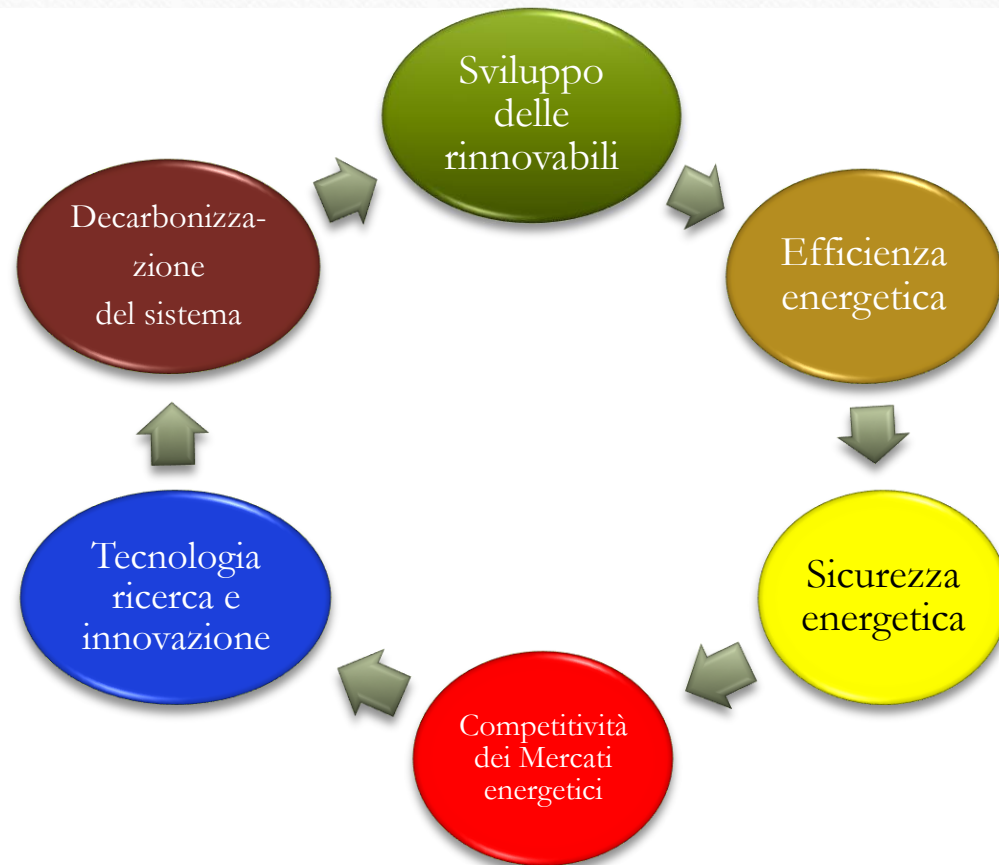 Sviluppo
delle
rinnovabili
Efficienza
energetica
Sicurezza
energetica
Competitività
dei Mercati
energetici
Tecnologia
ricerca e
innovazione
Decarbonizza-
zione
del sistema